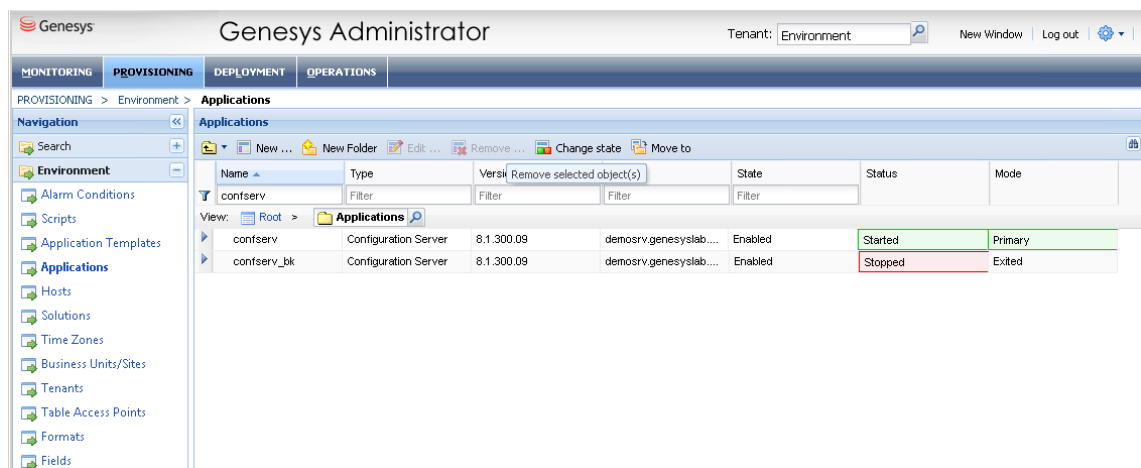 Genesys Genesys Administrator Tenant: Environment New Window Log out
MONITORING PROVISIONING DEPLOYMENT OPERATIONS
PROVISIONING > Environment > Applications
Navigation Applications
Search New ... New Folder Edit ... Remove ... Change state Move to
Environment Name Type Versi Remove selected object(s) State Status Mode
Alarm Conditions confserv Filter Filter Filter Filter
Scripts View: Root > Applications
Application Templates confserv Configuration Server 8.1.300.09 demosrv.genesyslab.... Enabled Started Primary
Applications confserv_bk Configuration Server 8.1.300.09 demosrv.genesyslab.... Enabled Stopped Exited
Hosts
Solutions
Time Zones
Business Units/Sites
Tenants
Table Access Points
Formats
Fields